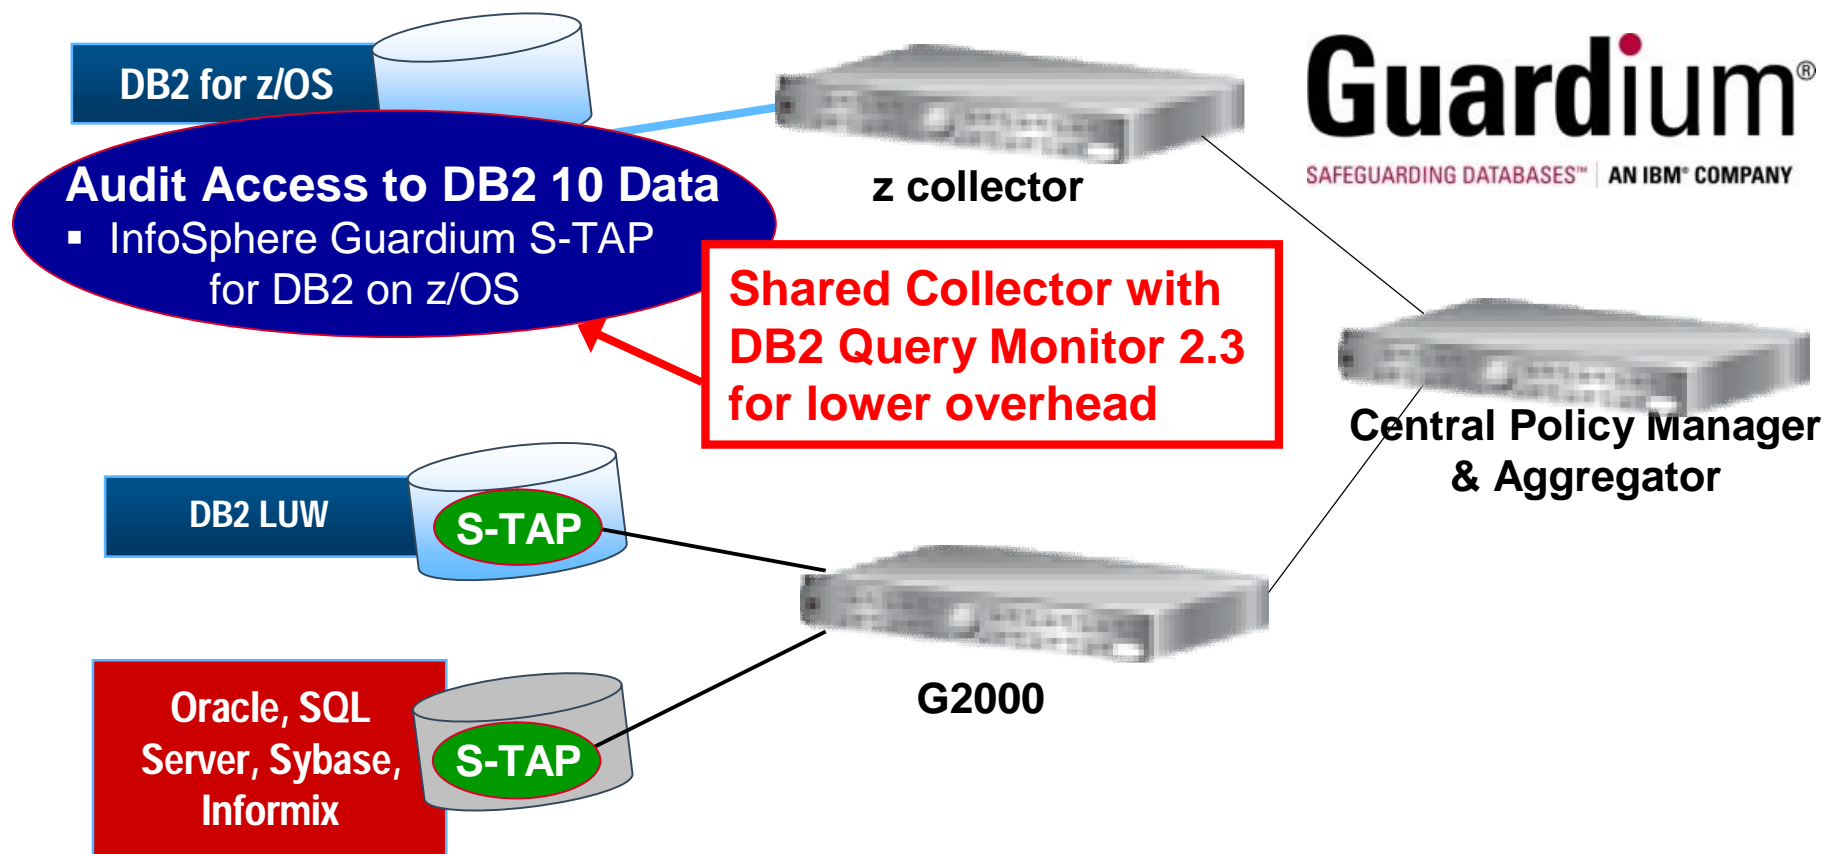 DB2 for z/OS
Audit Access to DB2 10 Data
▪ InfoSphere Guardium S-TAP
for DB2 on z/OS
z collector
Guardium®
SAFEGUARDING DATABASES™ | AN IBM® COMPANY
Shared Collector with
DB2 Query Monitor 2.3
for lower overhead
Central Policy Manager
& Aggregator
DB2 LUW
S-TAP
G2000
Oracle, SQL
Server, Sybase,
Informix
S-TAP